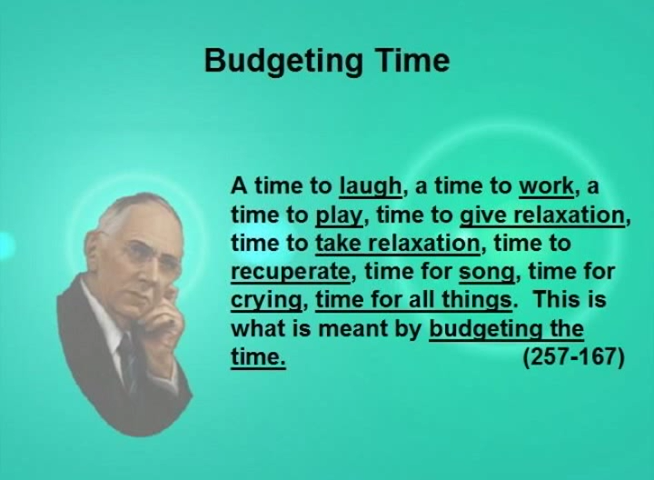 Budgeting Time
A time to laugh, a time to work, a
time to play, time to give relaxation,
time to take relaxation, time to
recuperate, time for song, time for
crying, time for all things.  This is
what is meant by budgeting the
time. (257-167)